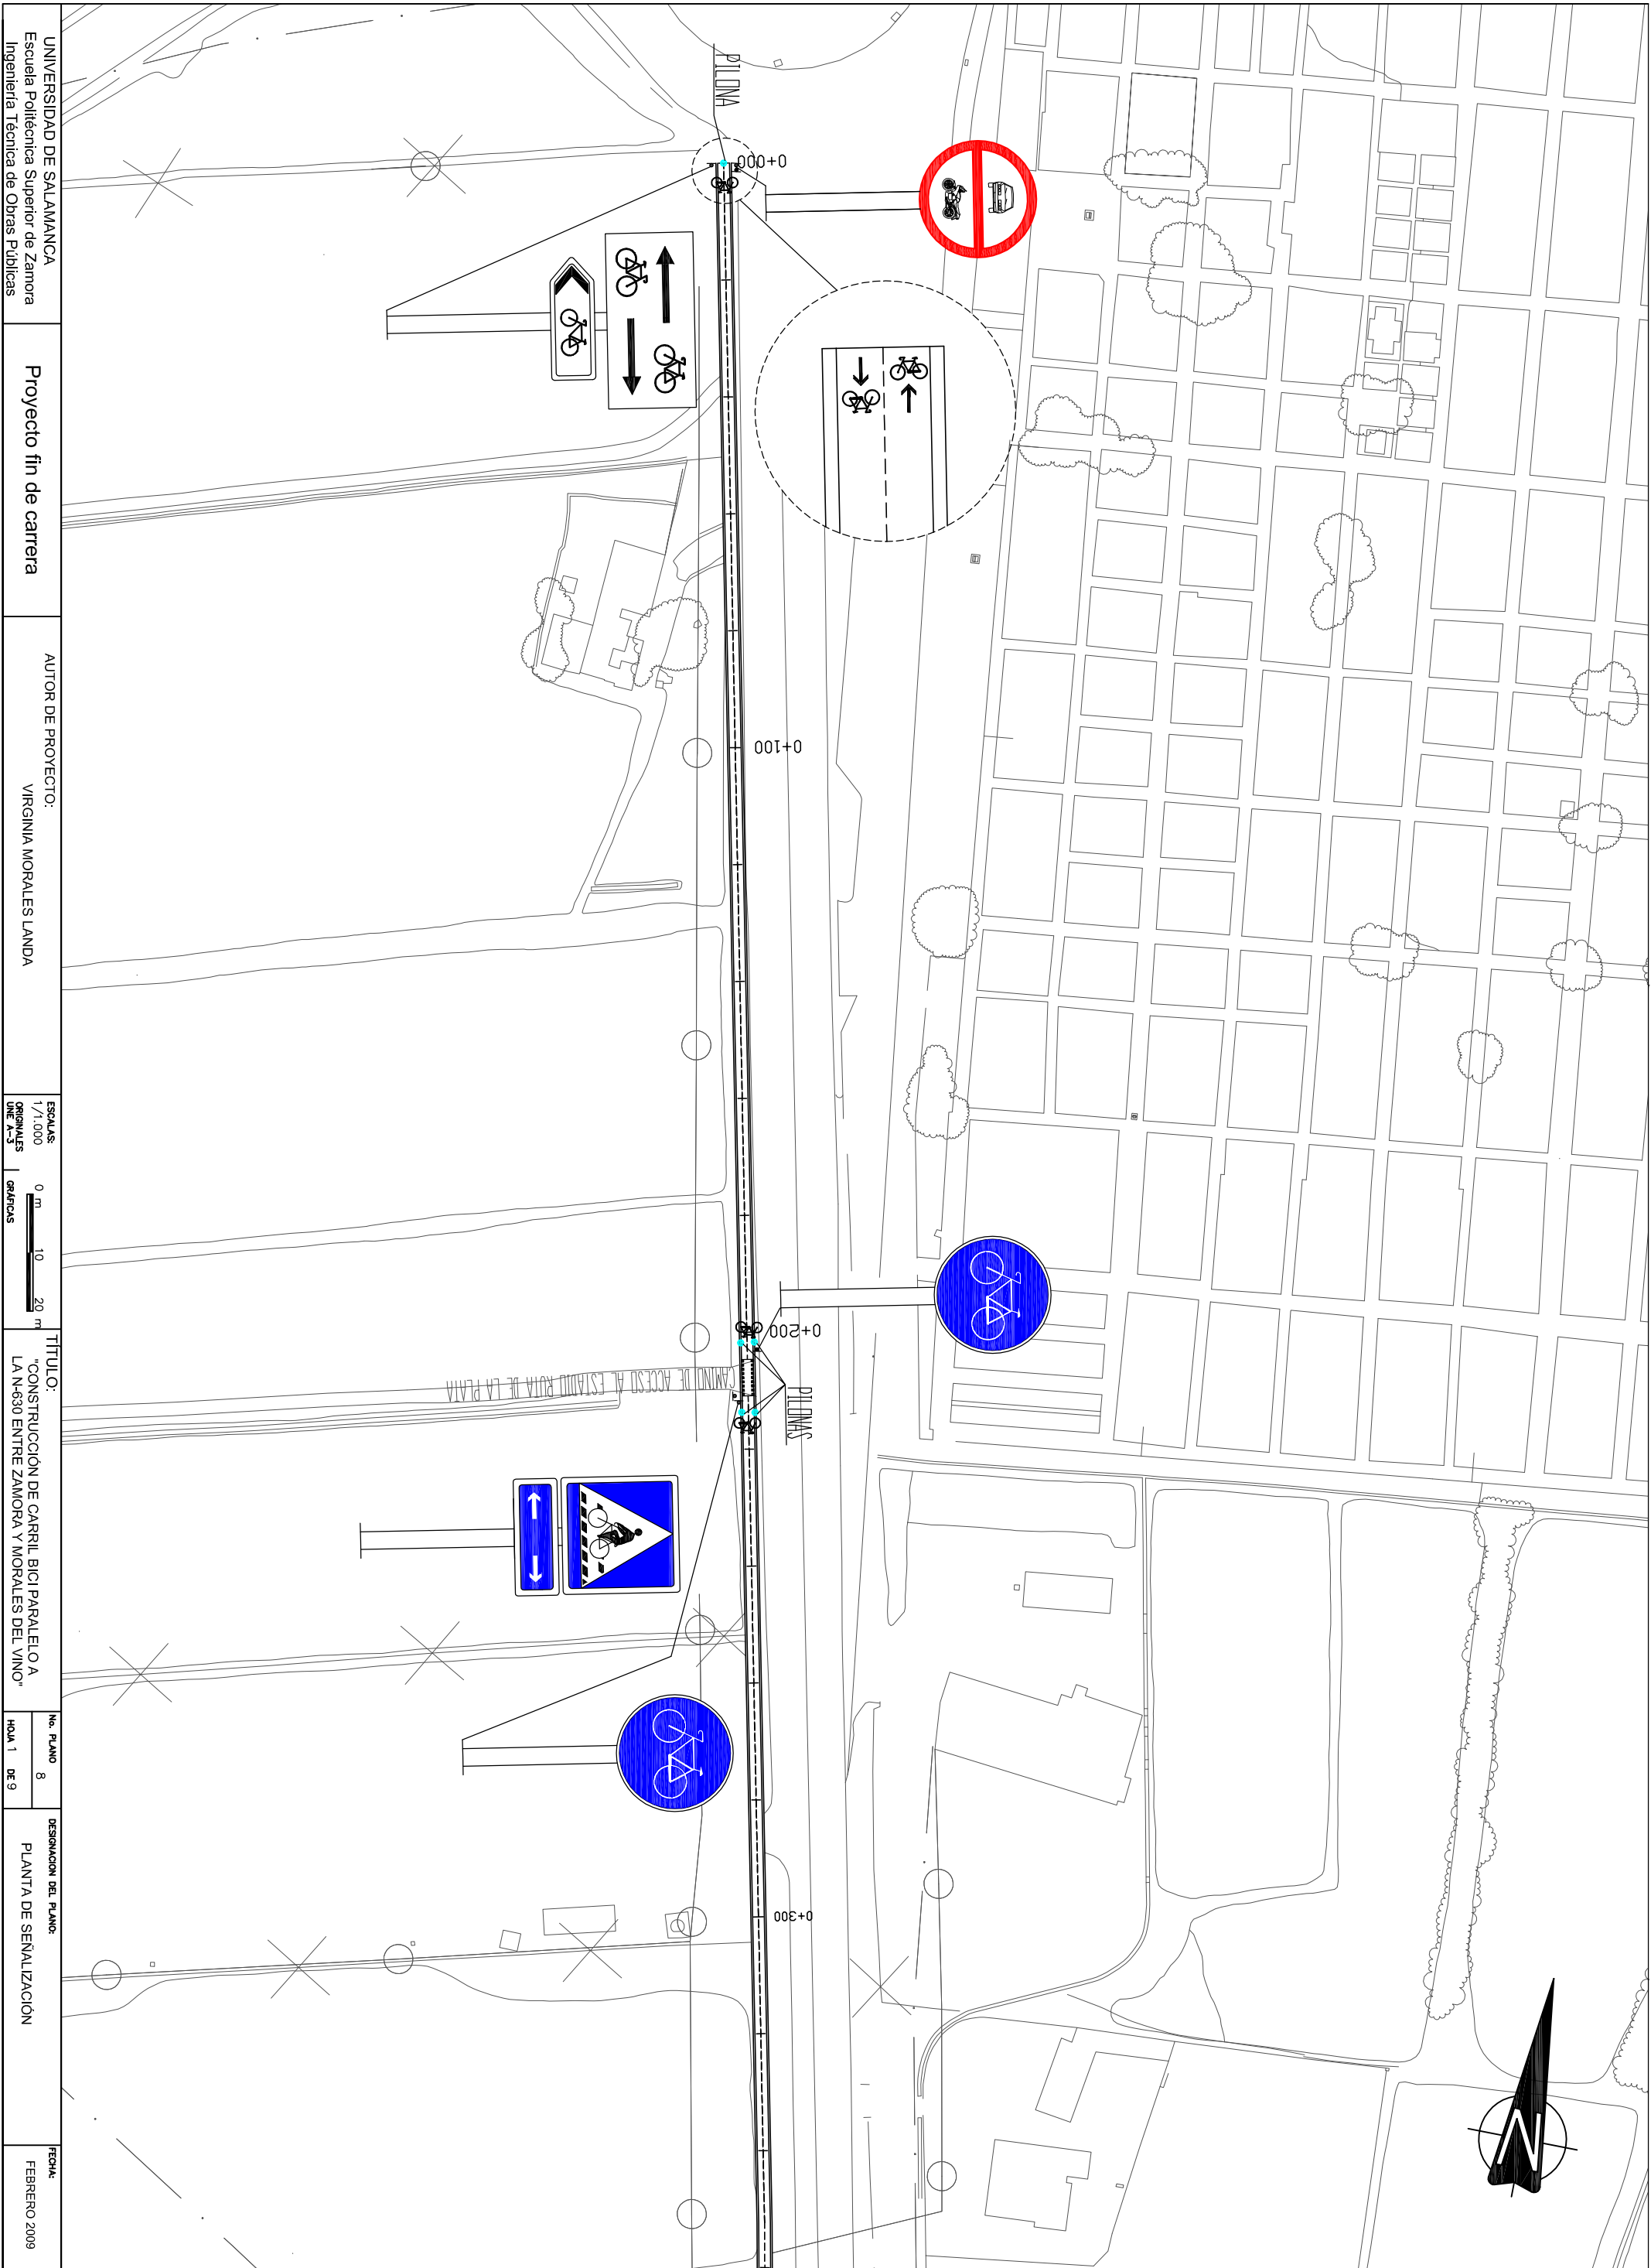 PILONA
0+000
0+100
0+200
PILONAS
CAMINO DE ACCESO AL ESTADIO RUTA DE LA PLATA
0+300
N
UNIVERSIDAD DE SALAMANCA
Escuela Politécnica Superior de Zamora
Ingeniería Técnica de Obras Públicas
Proyecto fin de carrera
AUTOR DE PROYECTO:
VIRGINIA MORALES LANDA
ESCALAS:
1/1.000
ORIGINALES
UNE A-3
0 m 10 20 m
GRÁFICAS
TÍTULO:
"CONSTRUCCIÓN DE CARRIL BICI PARALELO A
LA N-630 ENTRE ZAMORA Y MORALES DEL VINO"
No. PLANO
8
HOJA 1 DE 9
DESIGNACION DEL PLANO:
PLANTA DE SEÑALIZACIÓN
FECHA:
FEBRERO 2009